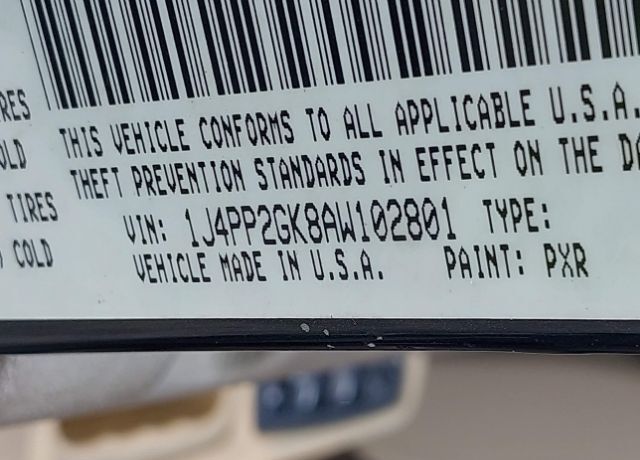 RES
THIS VEHICLE CONFORMS TO ALL APPLICABLE U.S.A.
OLD
THEFT PREVENTION STANDARDS IN EFFECT ON THE
TIRES
VIN: 1J4PP2GK8AW102801 TYPE:
COLD
VEHICLE MADE IN U.S.A. PAINT: PXR